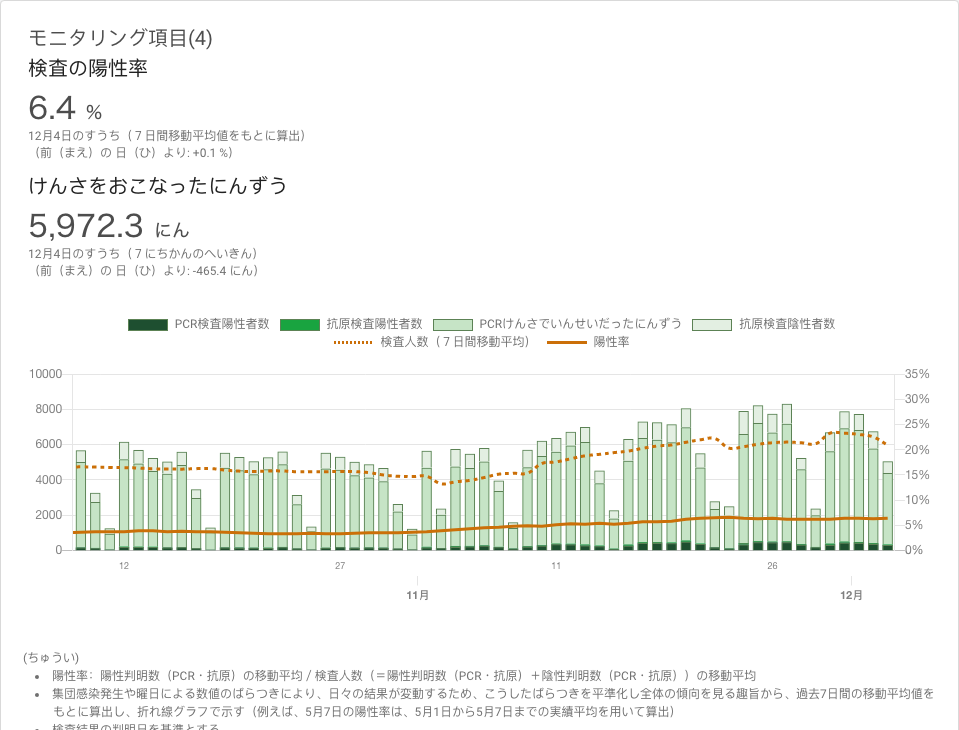 モニタリング項目(4)
検査の陽性率
6.4 %
12月4日のすうち（７日間移動平均値をもとに算出）
（前（まえ）の 日（ひ）より: +0.1 %）
けんさをおこなったにんずう
5,972.3 にん
12月4日のすうち（７にちかんのへいきん）
（前（まえ）の 日（ひ）より: -465.4 にん）
PCR検査陽性者数 抗原検査陽性者数 PCRけんさでいんせいだったにんずう 抗原検査陰性者数
検査人数（７日間移動平均） 陽性率
10000 35%
8000 30%
25%
6000 20%
4000 15%
10%
2000 5%
0 0%
12 27 11 26
11月 12月
(ちゅうい)
陽性率：陽性判明数（PCR・抗原）の移動平均 / 検査人数（＝陽性判明数（PCR・抗原）＋陰性判明数（PCR・抗原））の移動平均
集団感染発生や曜日による数値のばらつきにより、日々の結果が変動するため、こうしたばらつきを平準化し全体の傾向を見る趣旨から、過去7日間の移動平均値を
もとに算出し、折れ線グラフで示す（例えば、5月7日の陽性率は、5月1日から5月7日までの実績平均を用いて算出）
検査結果の判明日を基準とする